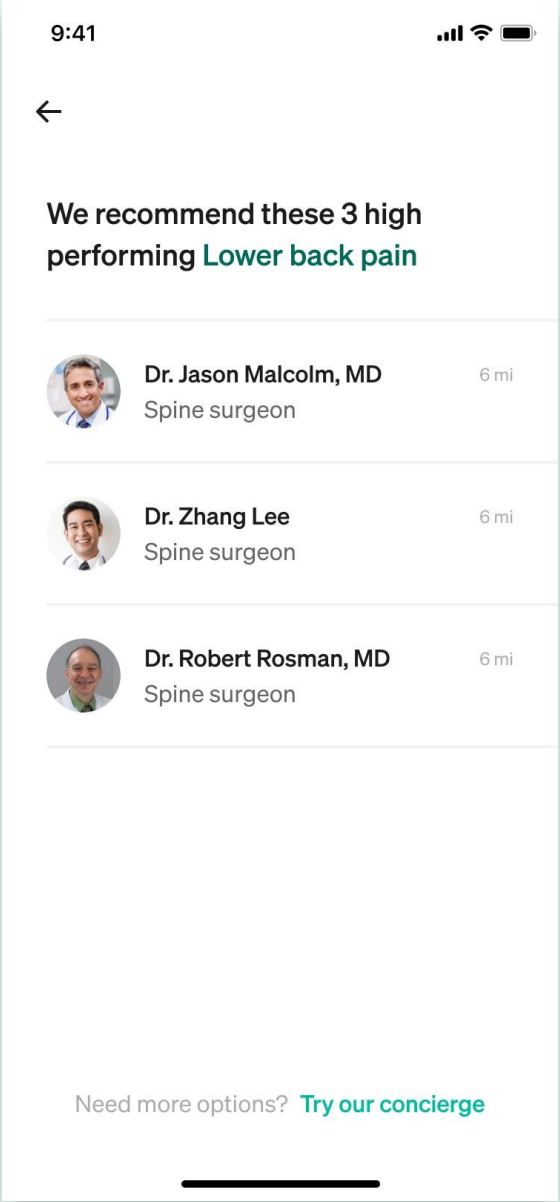 9:41
We recommend these 3 high
performing Lower back pain
Dr. Jason Malcolm, MD
6 mi
Spine surgeon
Dr. Zhang Lee
6 mi
Spine surgeon
Dr. Robert Rosman, MD
6 mi
Spine surgeon
Need more options? Try our concierge